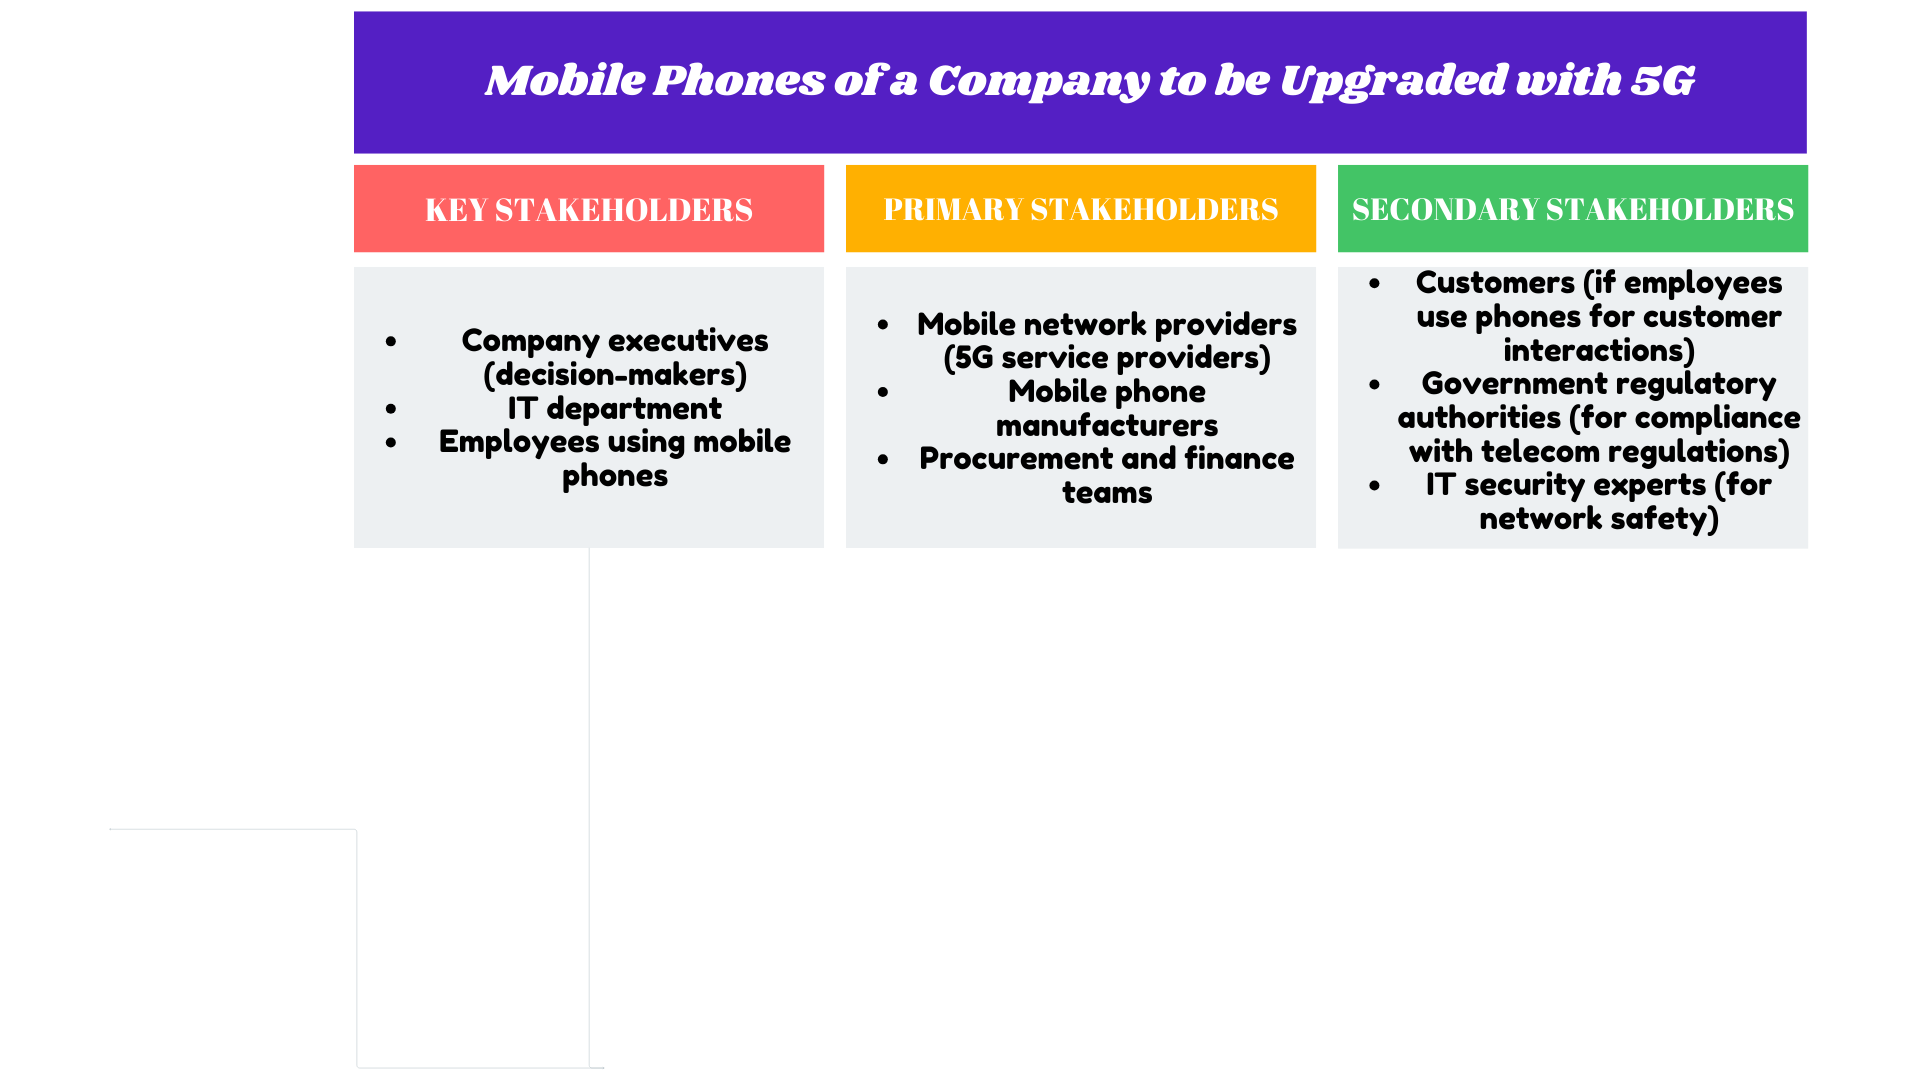 Mobile Phones of a Company to be Upgraded with 5G
KEY STAKEHOLDERS
• Company executives
(decision-makers)
• IT department
• Employees using mobile
phones
PRIMARY STAKEHOLDERS
• Mobile network providers
(5G service providers)
• Mobile phone
manufacturers
• Procurement and finance
teams
SECONDARY STAKEHOLDERS
• Customers (if employees
use phones for customer
interactions)
• Government regulatory
authorities (for compliance
with telecom regulations)
• IT security experts (for
network safety)